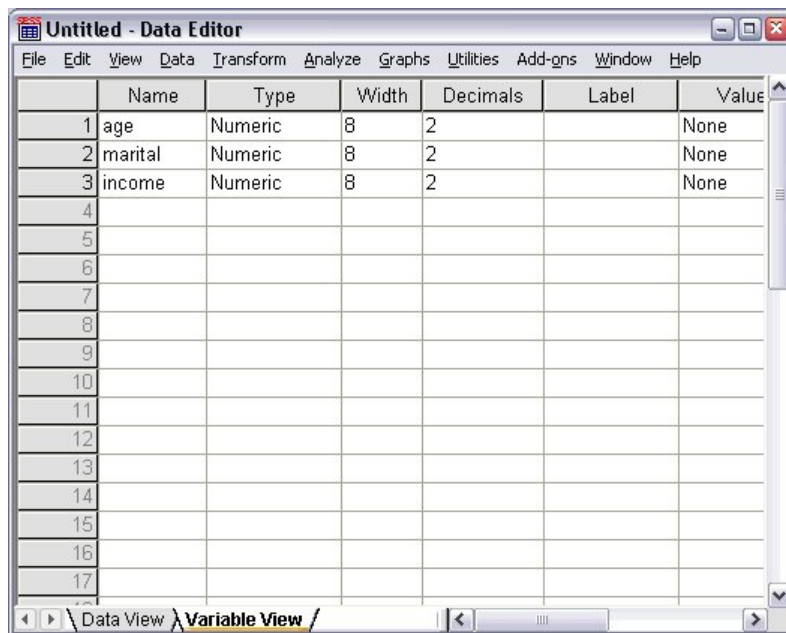 Untitled - Data Editor
File Edit View Data Transform Analyze Graphs Utilities Add-ons Window Help
Name Type Width Decimals Label Value
1 age Numeric 8 2 None
2 marital Numeric 8 2 None
3 income Numeric 8 2 None
4
5
6
7
8
9
10
11
12
13
14
15
16
17
Data View Variable View